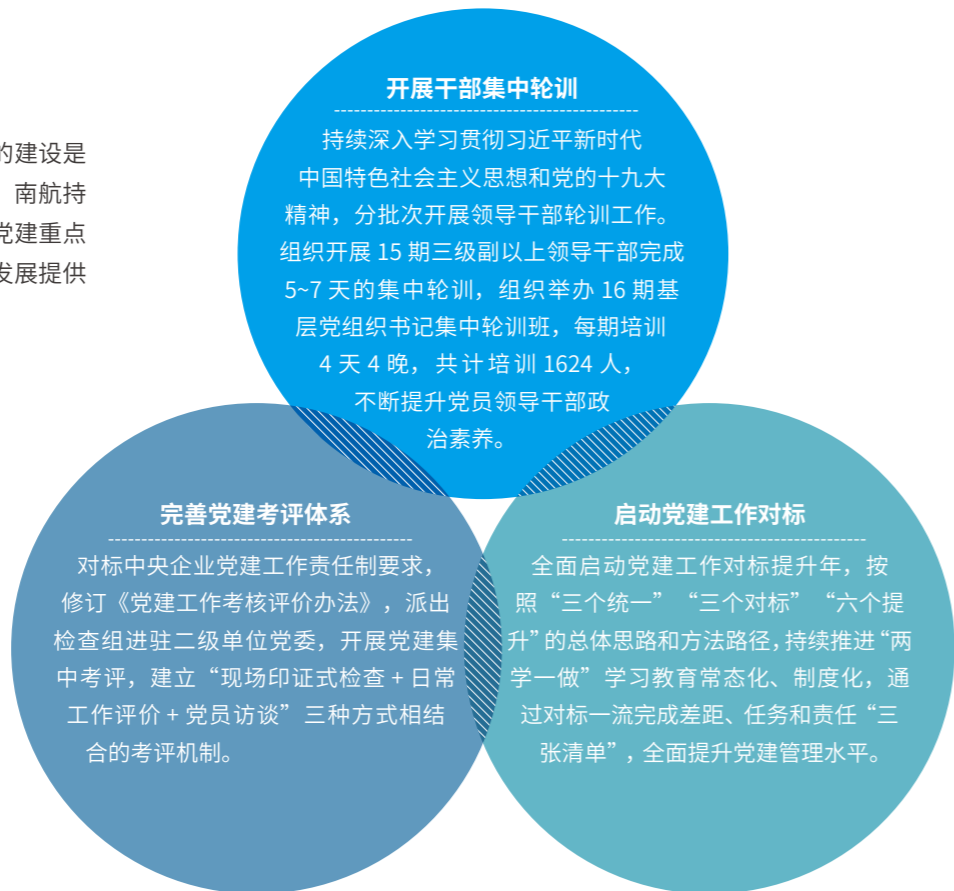 的建设是
南航持
党建重点
发展提供
开展干部集中轮训
持续深入学习贯彻习近平新时代
中国特色社会主义思想和党的十九大
精神，分批次开展领导干部轮训工作。
组织开展 15 期三级副以上领导干部完成
5~7 天的集中轮训，组织举办 16 期基
层党组织书记集中轮训班，每期培训
4 天 4 晚，共计培训 1624 人，
不断提升党员领导干部政
治素养。
完善党建考评体系
对标中央企业党建工作责任制要求，
修订《党建工作考核评价办法》，派出
检查组进驻二级单位党委，开展党建集
中考评，建立“现场印证式检查 + 日常
工作评价 + 党员访谈”三种方式相结
合的考评机制。
启动党建工作对标
全面启动党建工作对标提升年，按
照“三个统一”“三个对标”“六个提
升”的总体思路和方法路径，持续推进“两
学一做”学习教育常态化、制度化，通
过对标一流完成差距、任务和责任“三
张清单”，全面提升党建管理水平。